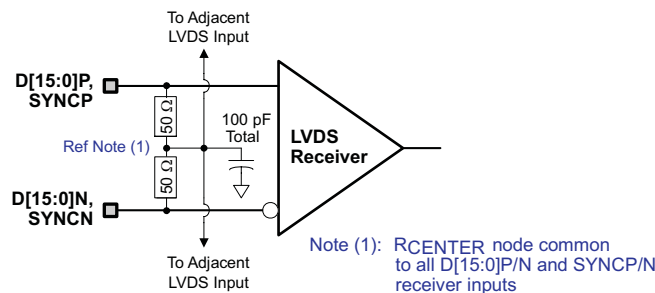 To Adjacent
LVDS Input
D[15:0]P,
SYNCP
50 Ω
100 pF
Total
LVDS
Receiver
Ref Note (1)
50 Ω
D[15:0]N,
SYNCN
To Adjacent
LVDS Input
Note (1): RCENTER node common
to all D[15:0]P/N and SYNCP/N
receiver inputs